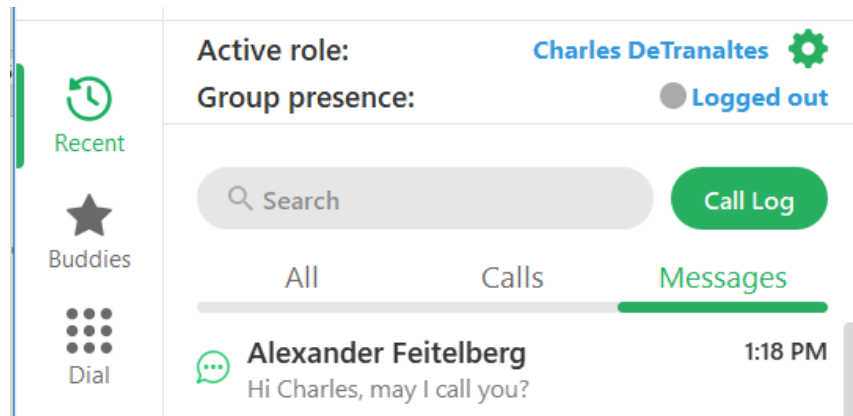 Active role: Charles DeTranaltes
Group presence: Logged out
Recent
Search
Call Log
Buddies
All Calls Messages
Dial
Alexander Feitelberg 1:18 PM
Hi Charles, may I call you?